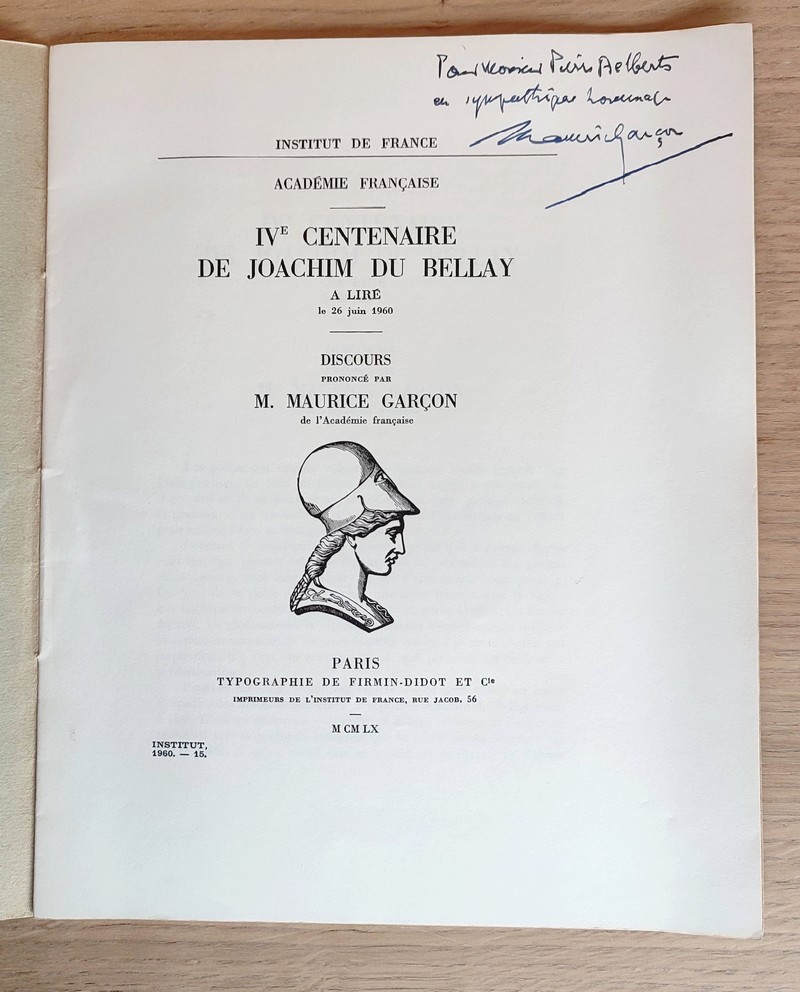 Pour Monsieur Pierre Aelberts
en sympathique hommage
Maurice Garçon
INSTITUT DE FRANCE
ACADÉMIE FRANÇAISE
IVE CENTENAIRE
DE JOACHIM DU BELLAY
A LIRÉ
le 26 juin 1960
DISCOURS
PRONONCÉ PAR
M. MAURICE GARÇON
de l'Académie française
PARIS
TYPOGRAPHIE DE FIRMIN-DIDOT ET Cie
IMPRIMEURS DE L'INSTITUT DE FRANCE, RUE JACOB, 56
M CM LX
INSTITUT,
1960. — 15.